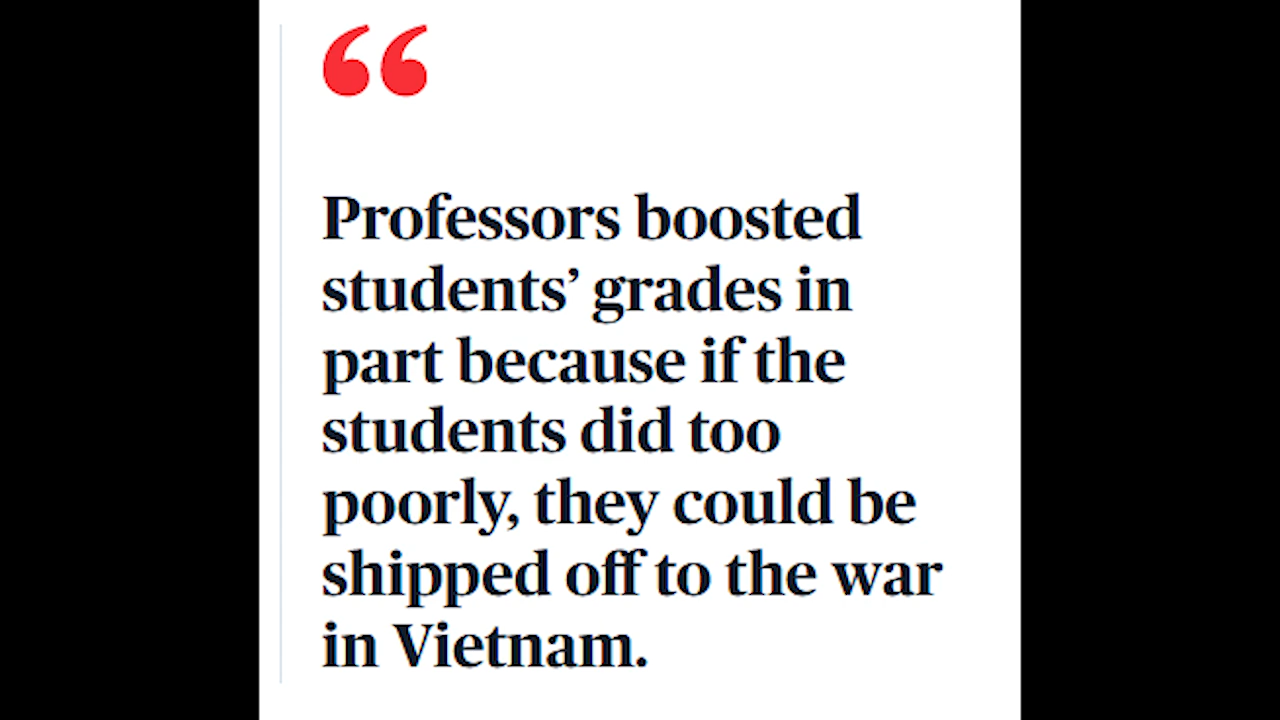 “
Professors boosted
students’ grades in
part because if the
students did too
poorly, they could be
shipped off to the war
in Vietnam.